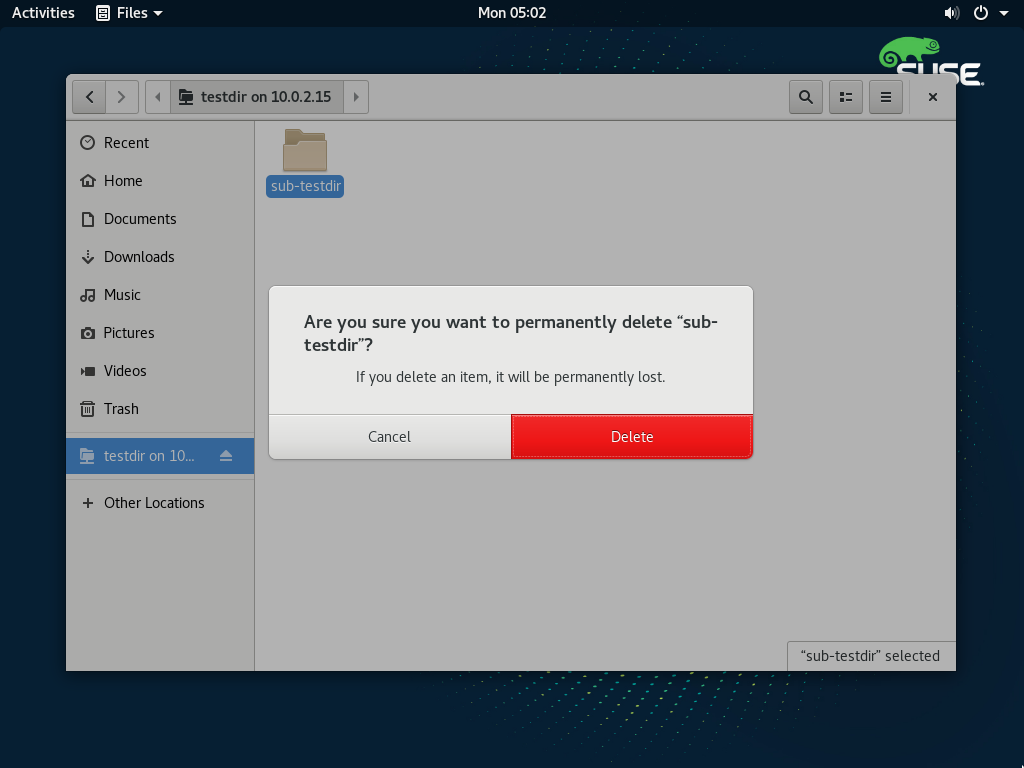 Activities Files Mon 05:02
SUSE
testdir on 10.0.2.15
Recent
Home
Documents
Downloads
Music
Pictures
Videos
Trash
testdir on 10...
Other Locations
sub-testdir
Are you sure you want to permanently delete “sub-
testdir”?
If you delete an item, it will be permanently lost.
Cancel Delete
“sub-testdir” selected